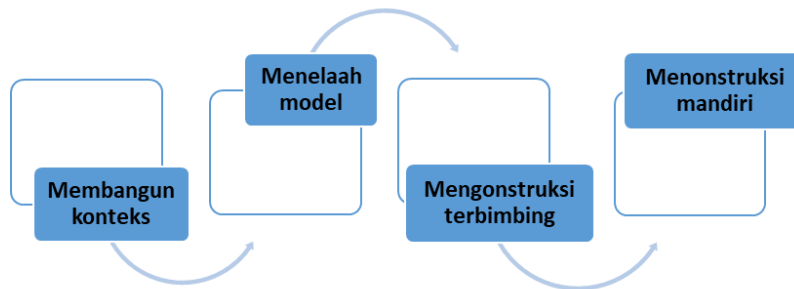 Membangun
konteks
Menelaah
model
Mengonstruksi
terbimbing
Menonstruksi
mandiri